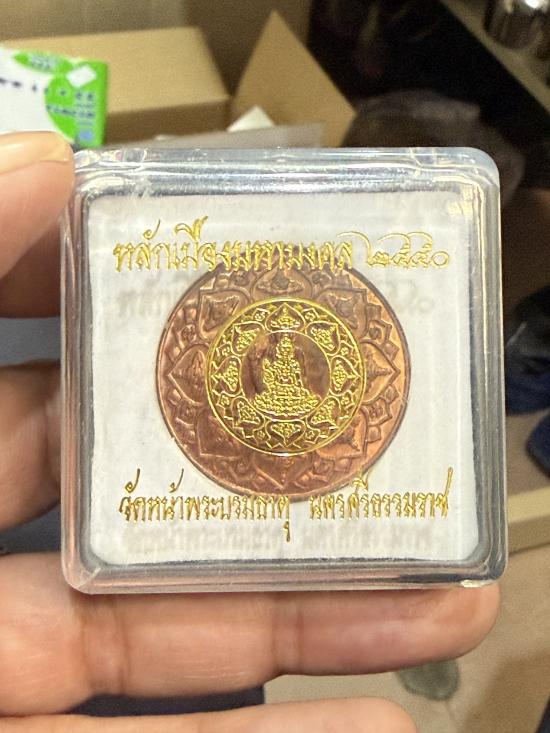 หลักเมืองมหามงคล ๒๕๕๐
วัดหน้าพระบรมธาตุ นครศรีธรรมราช